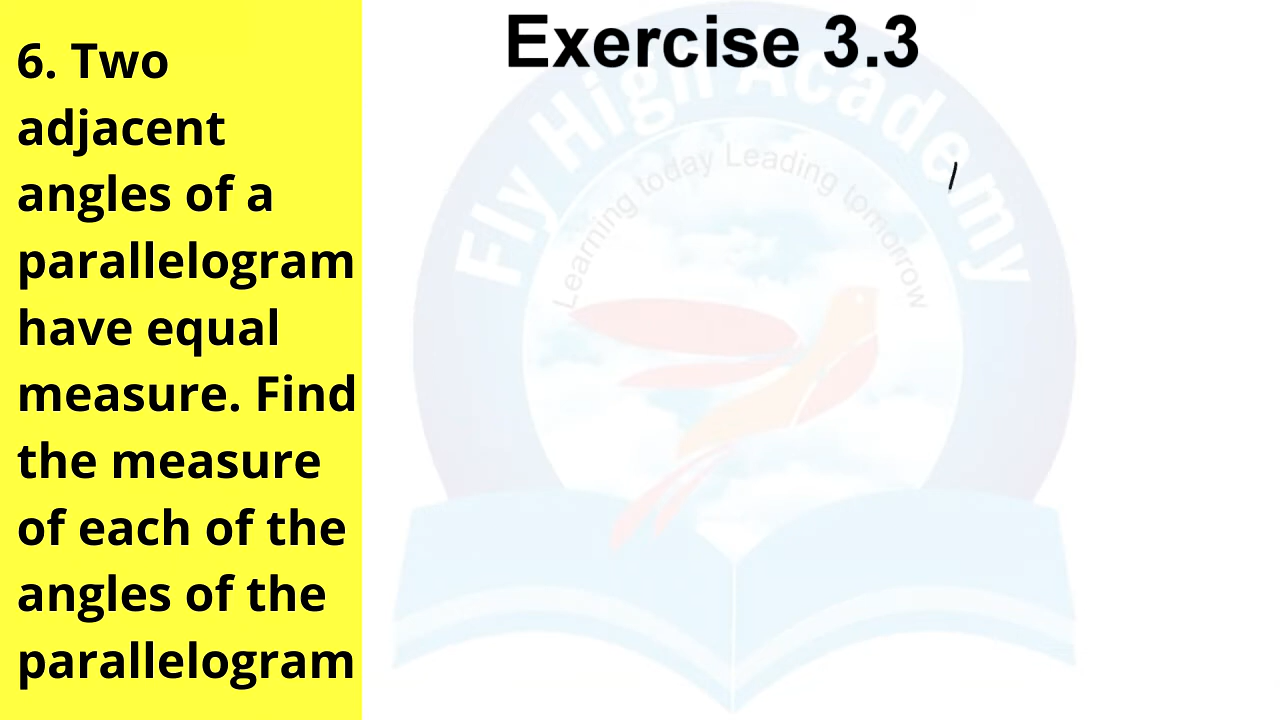 Exercise 3.3
6. Two
adjacent
angles of a
parallelogram
have equal
measure. Find
the measure
of each of the
angles of the
parallelogram
Fly High Academy
Learning today Leading tomorrow